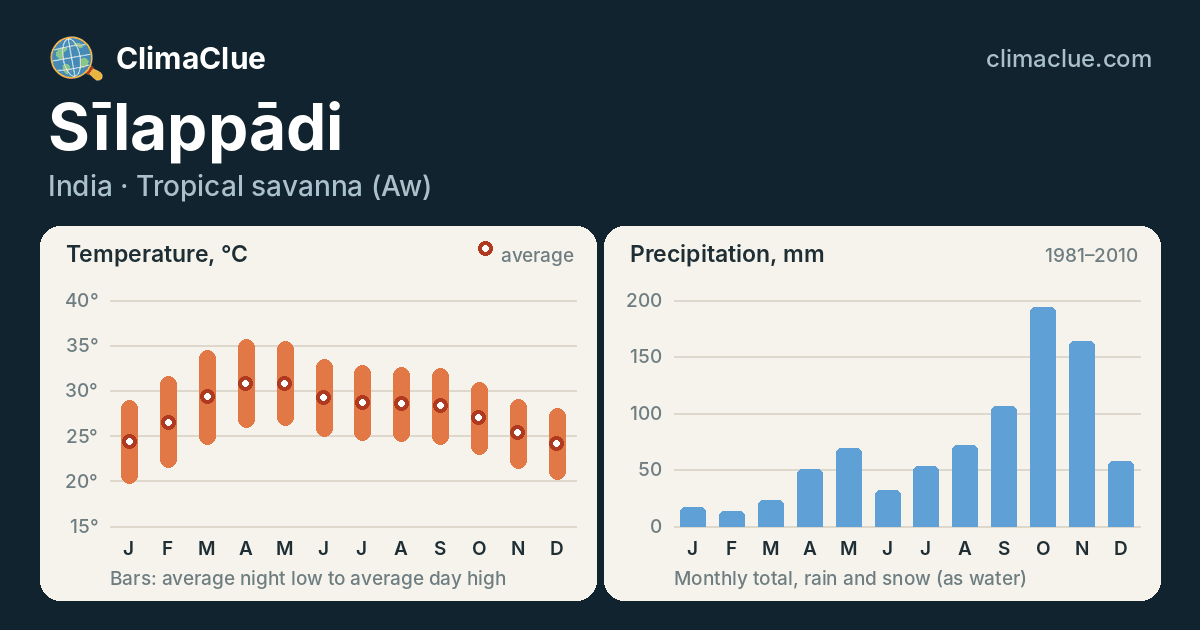 ClimaClue
climaclue.com
Sīlappādi
India · Tropical savanna (Aw)
Temperature, °C
average
40°
35°
30°
25°
20°
15°
J F M A M J J A S O N D
Bars: average night low to average day high
Precipitation, mm
1981–2010
200
150
100
50
0
J F M A M J J A S O N D
Monthly total, rain and snow (as water)